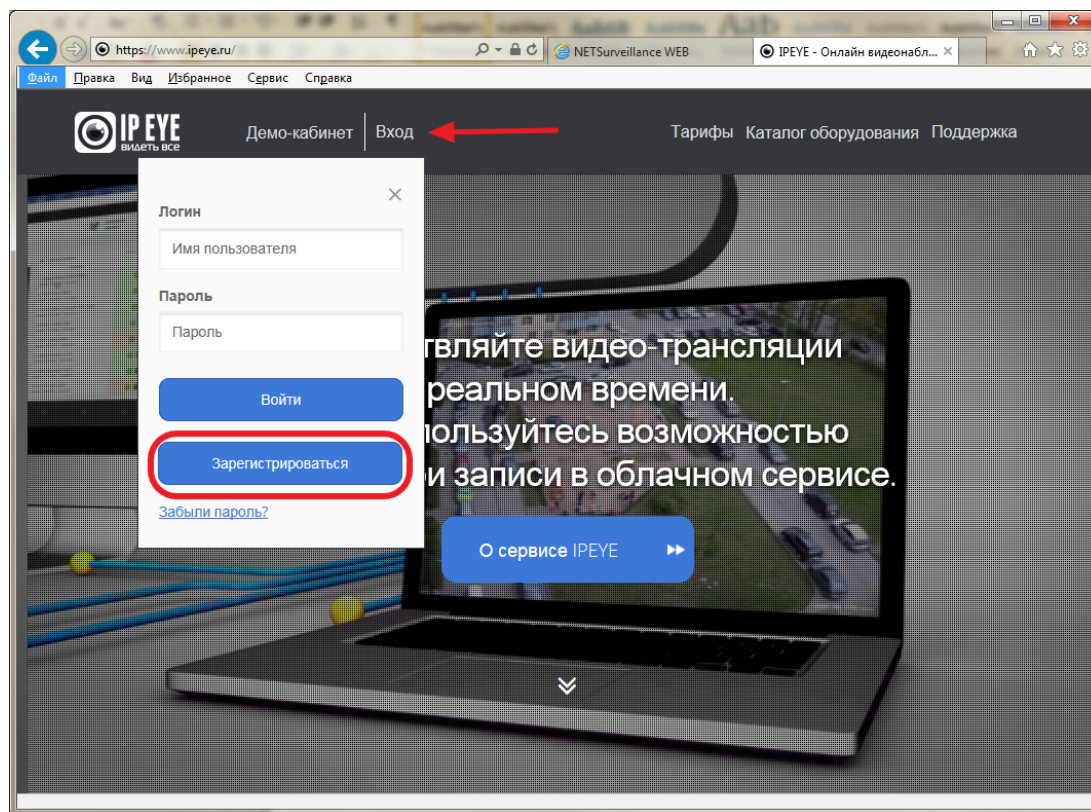 https://www.ipeye.ru/
NETSurveillance WEB
IPEYE - Онлайн видеонабл...
Файл Правка Вид Избранное Сервис Справка
IP EYE
видеть все
Демо-кабинет
Вход
Тарифы Каталог оборудования Поддержка
Логин
Имя пользователя
Пароль
Пароль
Войти
Зарегистрироваться
Забыли пароль?
твляйте видео-трансляции
реальном времени.
пользуйтесь возможностью
и записи в облачном сервисе.
О сервисе IPEYE